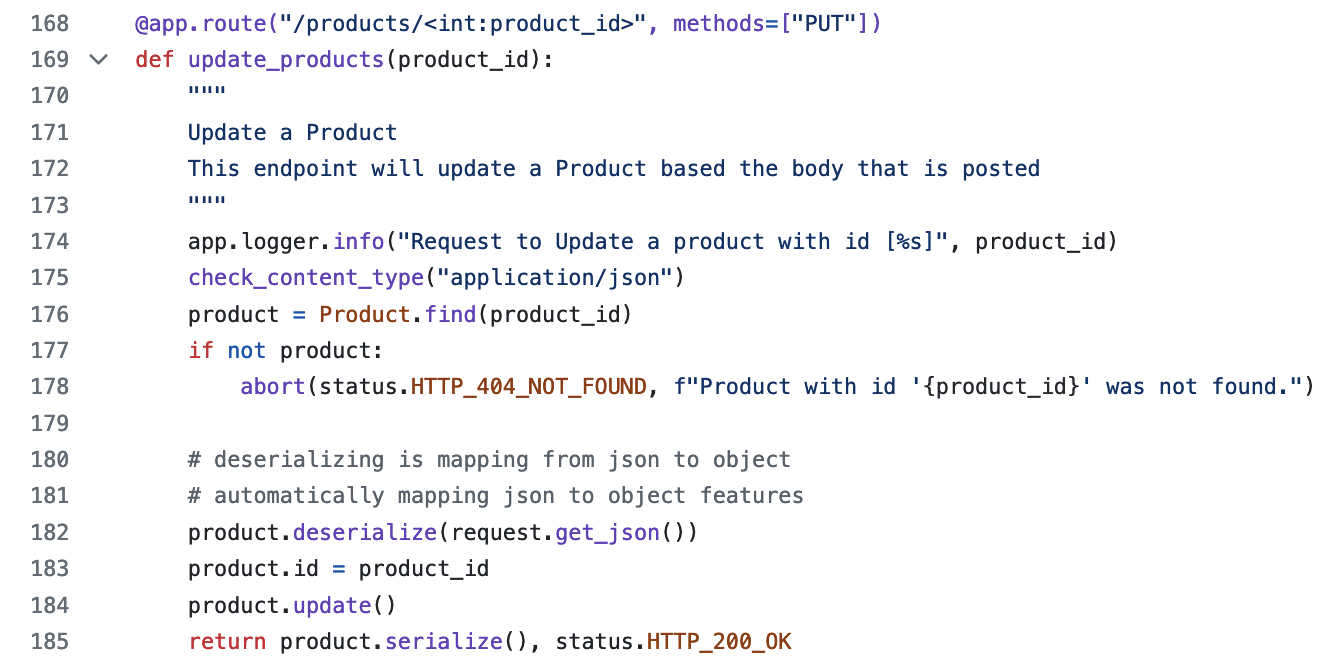 168 @app.route("/products/<int:product_id>", methods=["PUT"])
169 def update_products(product_id):
170     """
171     Update a Product
172     This endpoint will update a Product based the body that is posted
173     """
174     app.logger.info("Request to Update a product with id [%s]", product_id)
175     check_content_type("application/json")
176     product = Product.find(product_id)
177     if not product:
178         abort(status.HTTP_404_NOT_FOUND, f"Product with id '{product_id}' was not found.")
179
180     # deserializing is mapping from json to object
181     # automatically mapping json to object features
182     product.deserialize(request.get_json())
183     product.id = product_id
184     product.update()
185     return product.serialize(), status.HTTP_200_OK